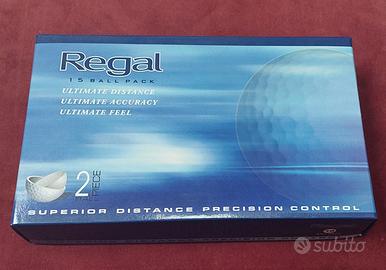 Regal
15 BALL PACK
ULTIMATE DISTANCE
ULTIMATE ACCURACY
ULTIMATE FEEL
2
PIECE
SUPERIOR DISTANCE PRECISION CONTROL
subito